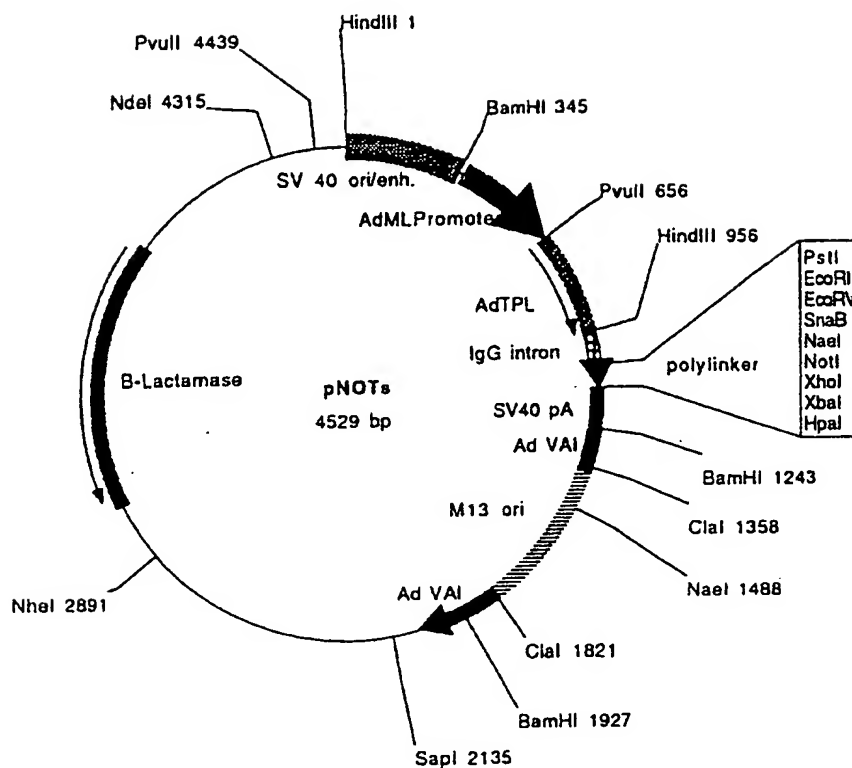 HindIII 1
PvuII 4439
NdeI 4315
BamHI 345
SV 40 ori/enh.
AdMLPromote
PvuII 656
HindIII 956
AdTPL
IgG intron
polylinker
PstI
EcoRI
EcoRV
SnaB
NaeI
NotI
XhoI
XbaI
HpaI
B-Lactamase
pNOTs
4529 bp
SV40 pA
Ad VAI
BamHI 1243
ClaI 1358
M13 ori
NaeI 1488
NheI 2891
Ad VAI
ClaI 1821
BamHI 1927
SapI 2135